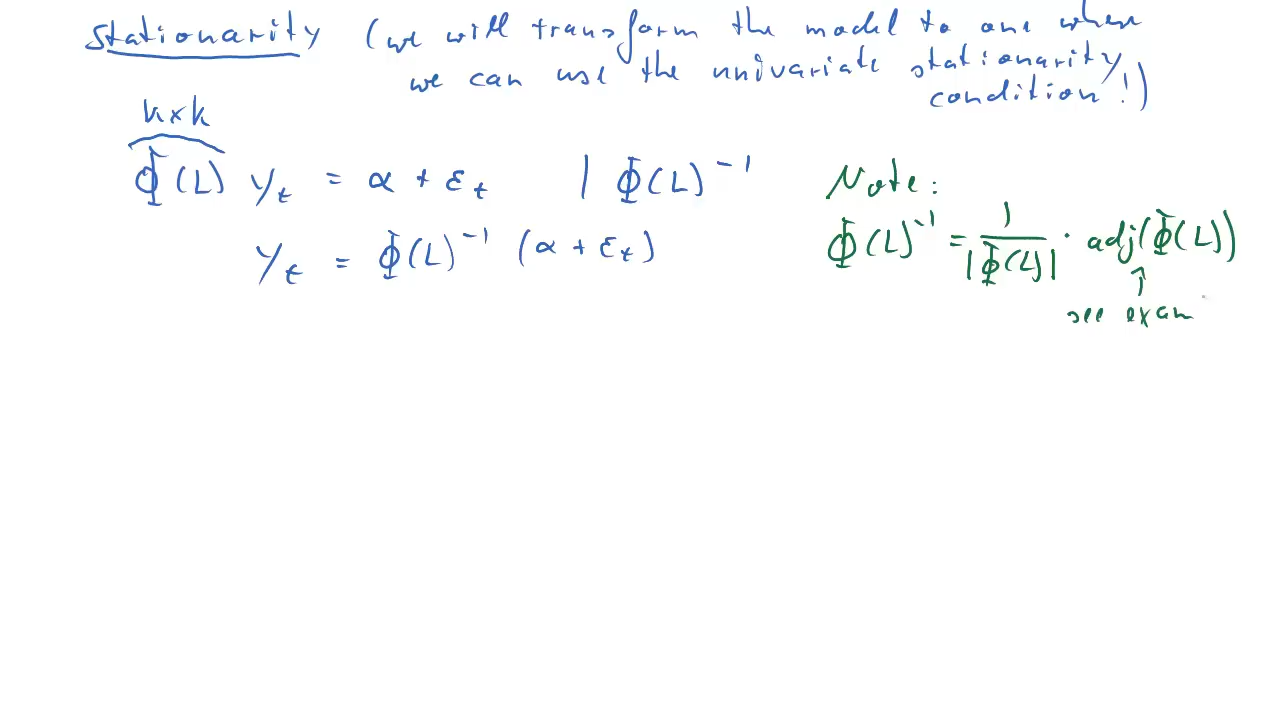 Stationarity (we will transform the model to one where
we can use the univariate stationarity
condition!)
k×k
Φ(L) y_t = α + ε_t | Φ(L)^{-1}
y_t = Φ(L)^{-1} (α + ε_t)
Note:
Φ(L)^{-1} = 1/|Φ(L)| · adj(Φ(L))
↑
see exam